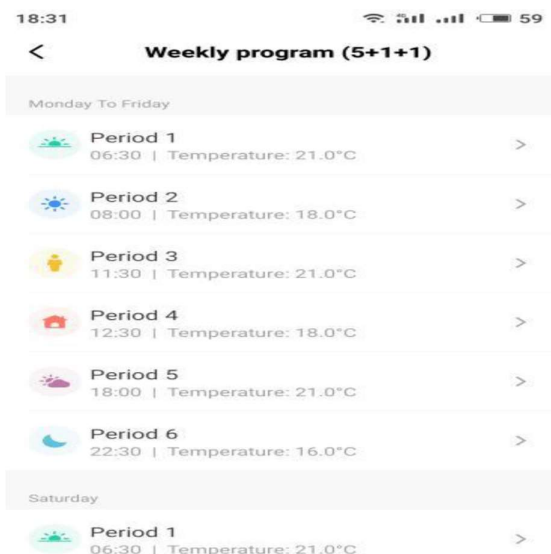 18:31
59
Weekly program (5+1+1)
Monday To Friday
Period 1
06:30 | Temperature: 21.0°C
Period 2
08:00 | Temperature: 18.0°C
Period 3
11:30 | Temperature: 21.0°C
Period 4
12:30 | Temperature: 18.0°C
Period 5
18:00 | Temperature: 21.0°C
Period 6
22:30 | Temperature: 16.0°C
Saturday
Period 1
06:30 | Temperature: 21.0°C